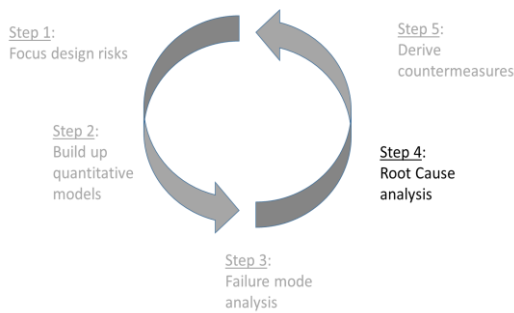 Step 1:
Focus design risks
Step 2:
Build up
quantitative
models
Step 3:
Failure mode
analysis
Step 4:
Root Cause
analysis
Step 5:
Derive
countermeasures